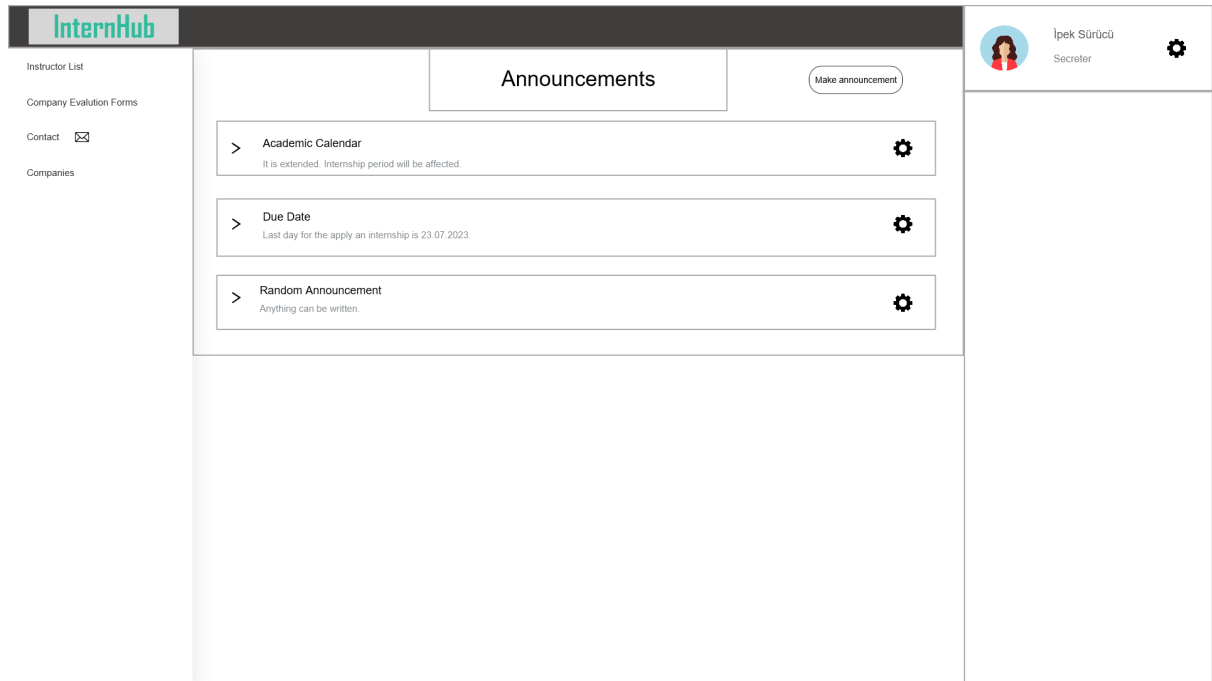 InternHub
İpek Sürücü
Secreter
Instructor List
Company Evalution Forms
Contact
Companies
Announcements
Make announcement
Academic Calendar
It is extended. Internship period will be affected.
Due Date
Last day for the apply an internship is 23.07.2023.
Random Announcement
Anything can be written.